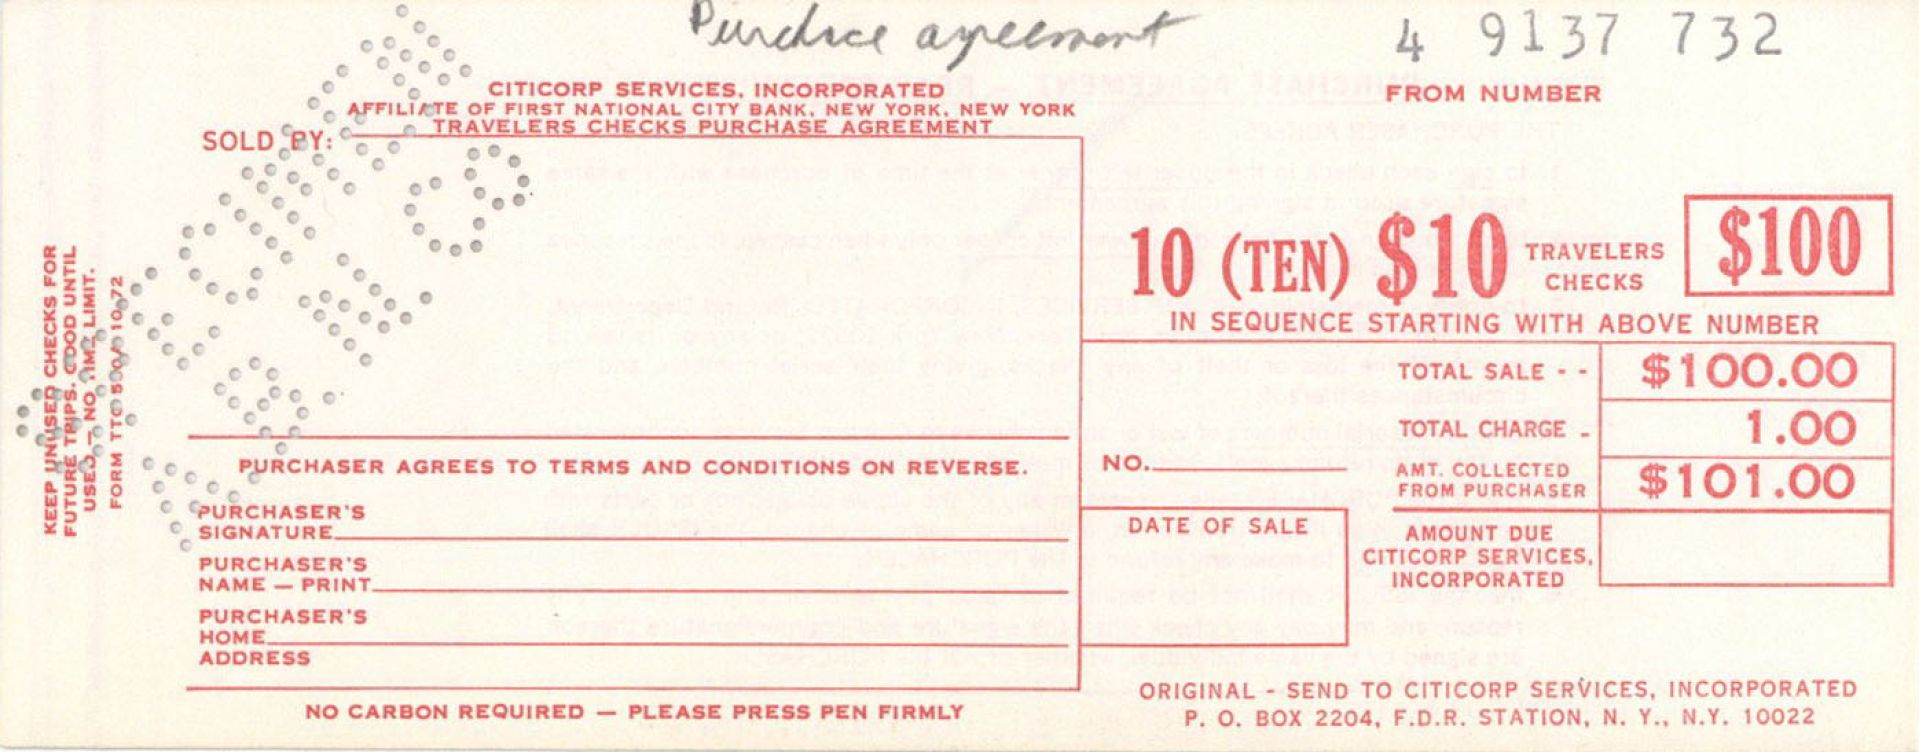 Purchace agreement
4 9137 732
FROM NUMBER
CITICORP SERVICES, INCORPORATED
AFFILIATE OF FIRST NATIONAL CITY BANK, NEW YORK, NEW YORK
TRAVELERS CHECKS PURCHASE AGREEMENT
SOLD BY:
10 (TEN) $10 TRAVELERS CHECKS $100
IN SEQUENCE STARTING WITH ABOVE NUMBER
TOTAL SALE - - $100.00
TOTAL CHARGE - 1.00
NO.
AMT. COLLECTED
FROM PURCHASER $101.00
PURCHASER AGREES TO TERMS AND CONDITIONS ON REVERSE.
PURCHASER'S
SIGNATURE
PURCHASER'S
NAME — PRINT
PURCHASER'S
HOME
ADDRESS
DATE OF SALE
AMOUNT DUE
CITICORP SERVICES,
INCORPORATED
NO CARBON REQUIRED — PLEASE PRESS PEN FIRMLY
ORIGINAL - SEND TO CITICORP SERVICES, INCORPORATED
P. O. BOX 2204, F.D.R. STATION, N. Y., N.Y. 10022
KEEP UNUSED CHECKS FOR
FUTURE TRIPS. GOOD UNTIL
USED — NO TIME LIMIT.
FORM TTC 500/ 10 72